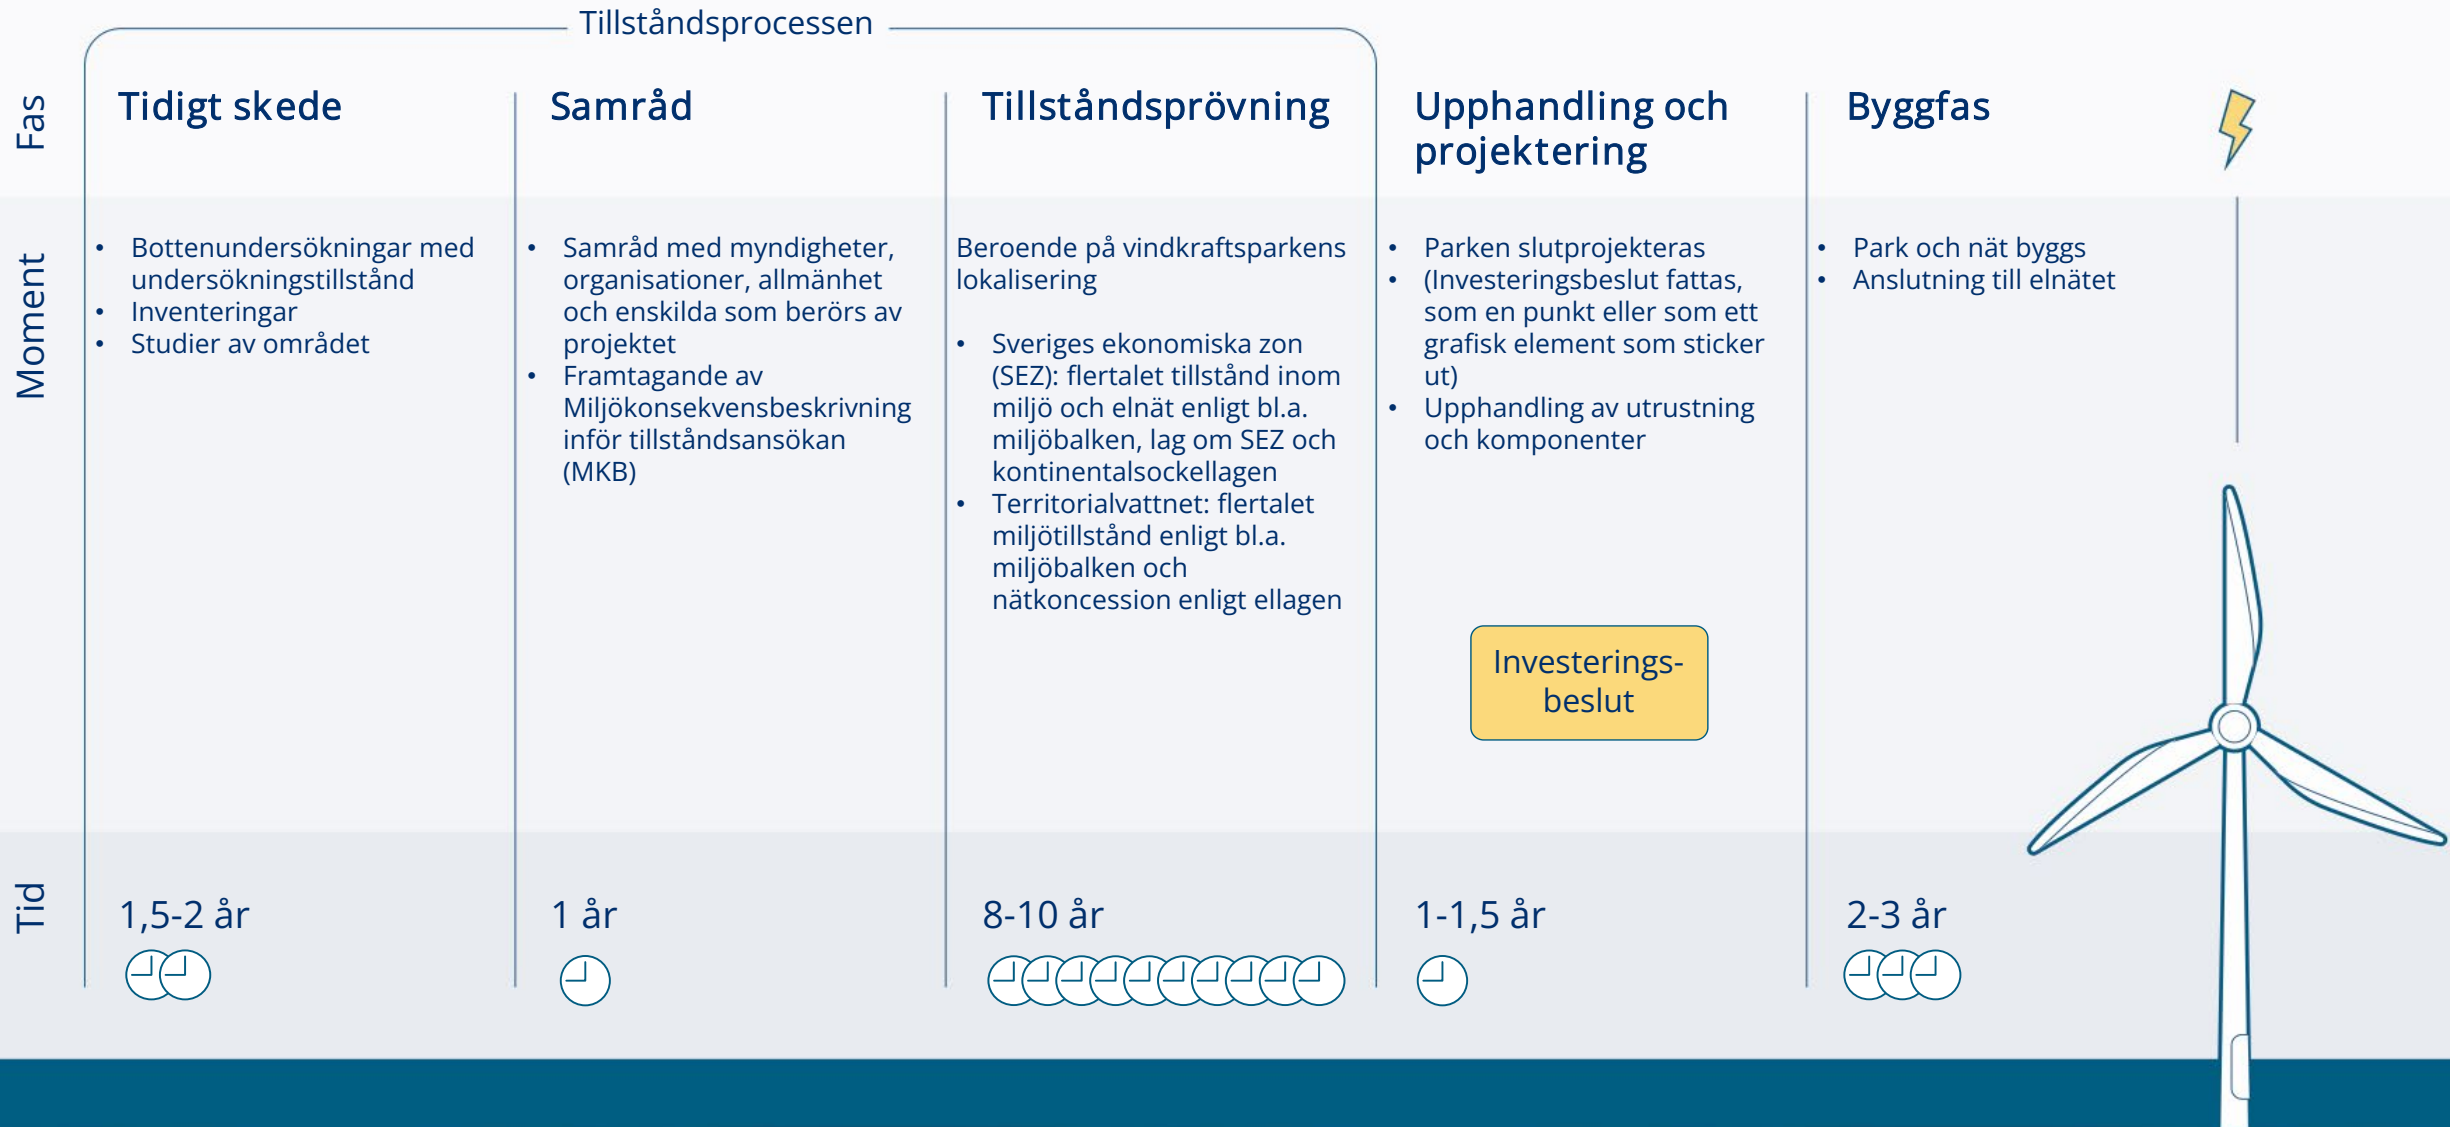 Tillståndsprocessen
Fas
Tidigt skede
Samråd
Tillståndsprövning
Upphandling och
projektering
Byggfas
Moment
• Bottenundersökningar med
undersökningstillstånd
• Inventeringar
• Studier av området
• Samråd med myndigheter,
organisationer, allmänhet
och enskilda som berörs av
projektet
• Framtagande av
Miljökonsekvensbeskrivning
inför tillståndsansökan
(MKB)
Beroende på vindkraftsparkens
lokalisering
• Sveriges ekonomiska zon
(SEZ): flertalet tillstånd inom
miljö och elnät enligt bl.a.
miljöbalken, lag om SEZ och
kontinentalsockellagen
• Territorialvattnet: flertalet
miljötillstånd enligt bl.a.
miljöbalken och
nätkoncession enligt ellagen
• Parken slutprojekteras
• (Investeringsbeslut fattas,
som en punkt eller som ett
grafisk element som sticker
ut)
• Upphandling av utrustning
och komponenter
Investerings-
beslut
• Park och nät byggs
• Anslutning till elnätet
Tid
1,5-2 år
1 år
8-10 år
1-1,5 år
2-3 år